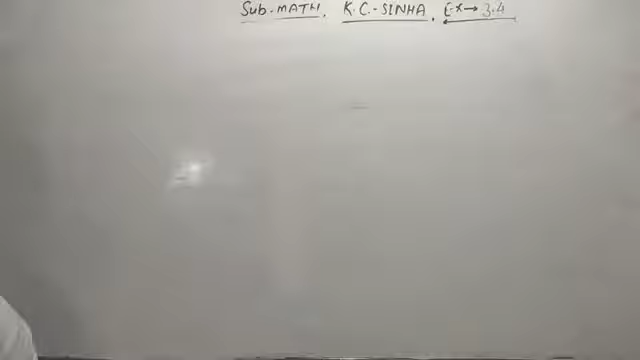 Sub-MATH, K.C.-SINHA, Ex→ 3.4